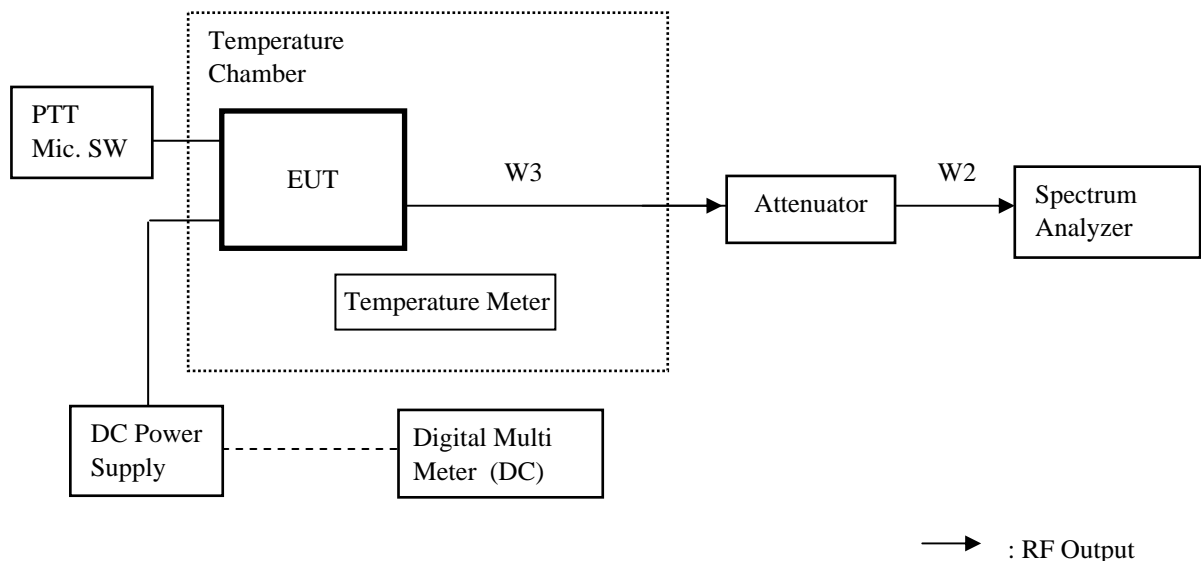 Temperature
Chamber
PTT
Mic. SW
EUT
W3
Attenuator
W2
Spectrum
Analyzer
Temperature Meter
DC Power
Supply
Digital Multi
Meter (DC)
: RF Output